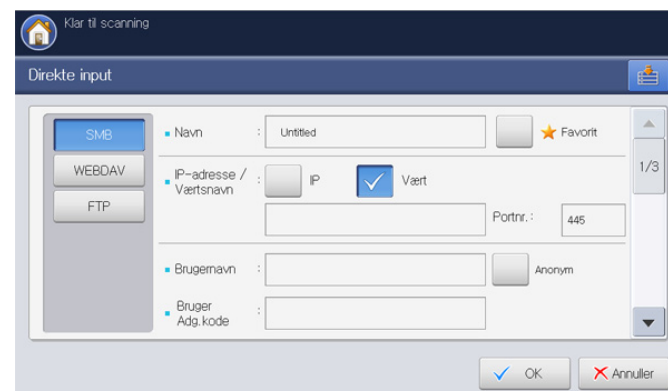 Klar til scanning
Direkte input
SMB
WEBDAV
FTP
Navn : Untitled Favorit
1/3
IP-adresse / Værtsnavn : IP Vært
Portnr. : 445
Brugernavn : Anonym
Bruger Adg.kode :
OK Annuller